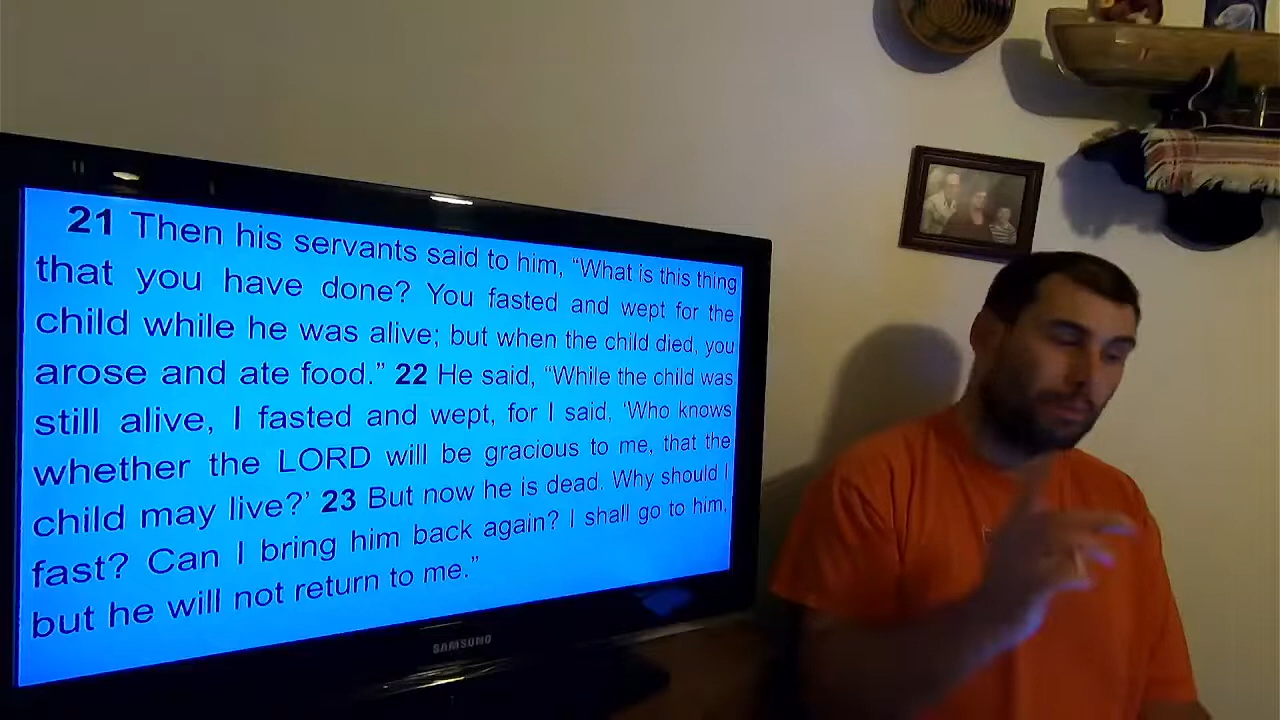 21 Then his servants said to him, “What is this thing
that you have done? You fasted and wept for the
child while he was alive; but when the child died, you
arose and ate food.” 22 He said, “While the child was
still alive, I fasted and wept, for I said, ‘Who knows
whether the LORD will be gracious to me, that the
child may live?’ 23 But now he is dead. Why should I
fast? Can I bring him back again? I shall go to him,
but he will not return to me.”
SAMSUNG